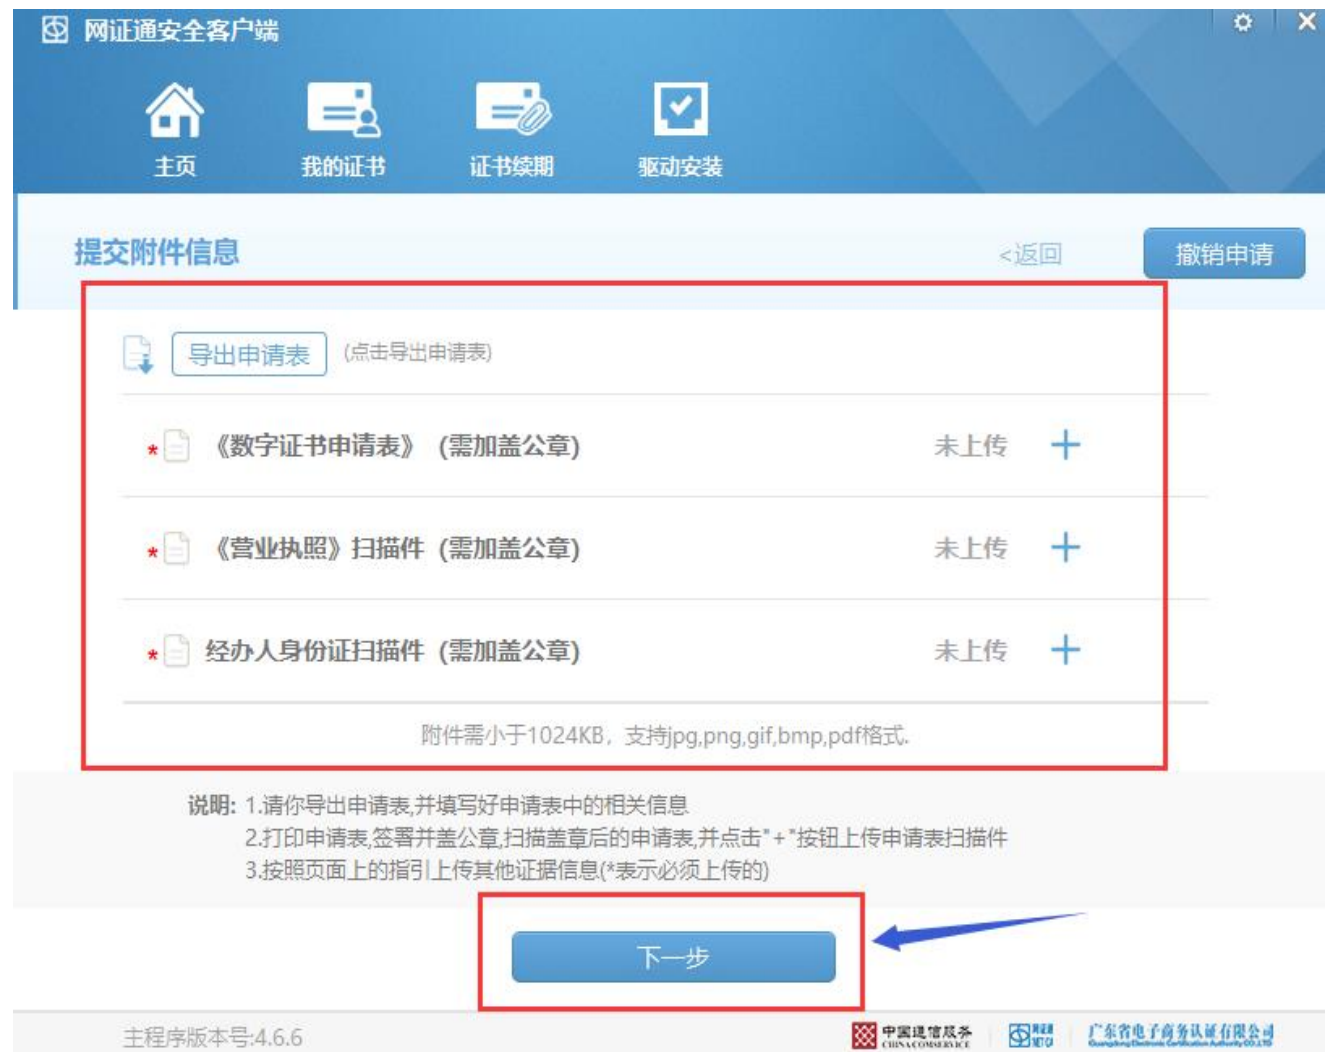 网证通安全客户端
主页 我的证书 证书续期 驱动安装
提交附件信息 <返回 撤销申请
导出申请表 (点击导出申请表)
*《数字证书申请表》 (需加盖公章) 未上传
*《营业执照》扫描件 (需加盖公章) 未上传
* 经办人身份证扫描件 (需加盖公章) 未上传
附件需小于1024KB, 支持jpg,png,gif,bmp,pdf格式.
说明: 1.请你导出申请表,并填写好申请表中的相关信息
2.打印申请表,签署并盖公章,扫描盖章后的申请表,并点击"+"按钮上传申请表扫描件
3.按照页面上的指引上传其他证据信息(*表示必须上传的)
下一步
主程序版本号:4.6.6 中国通信服务 网证通 广东省电子商务认证有限公司
CHINA COMSERVICE NETCA Guangdong Electronic Certification Authority CO.,LTD